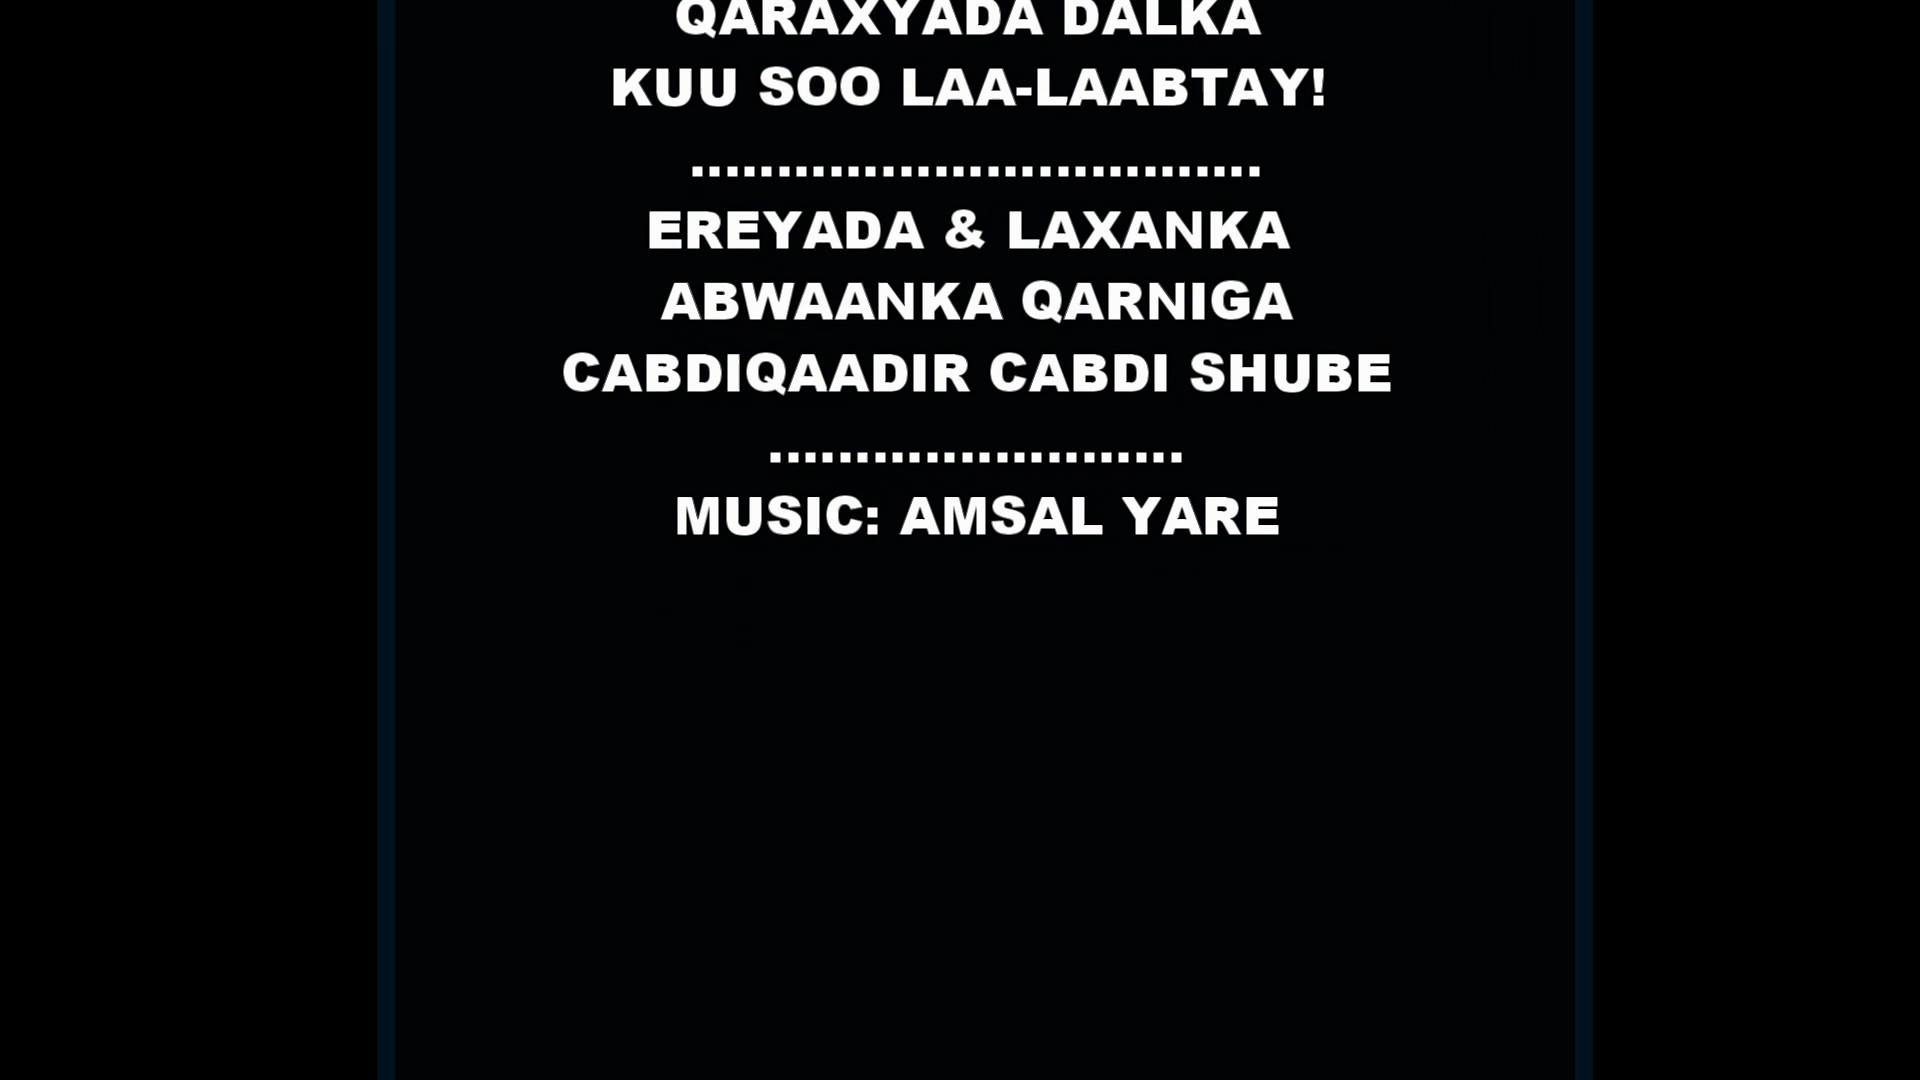 QARAXYADA DALKA
KUU SOO LAA-LAABTAY!
.................................
EREYADA & LAXANKA
ABWAANKA QARNIGA
CABDIQAADIR CABDI SHUBE
........................
MUSIC: AMSAL YARE